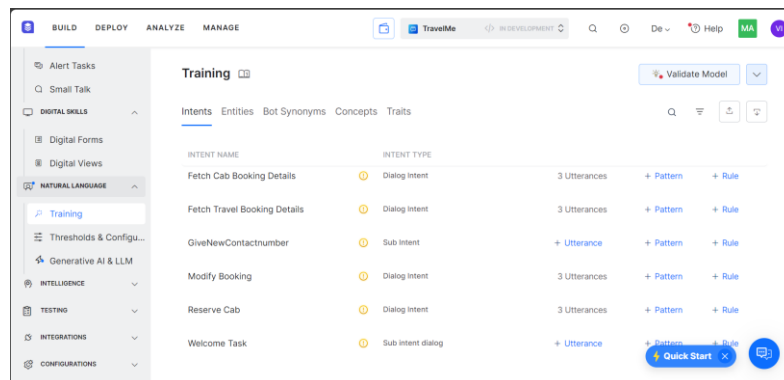 BUILD DEPLOY ANALYZE MANAGE TravelMe </> IN DEVELOPMENT De Help MA VI
Alert Tasks
Small Talk
DIGITAL SKILLS
Digital Forms
Digital Views
NATURAL LANGUAGE
Training
Thresholds & Configu...
Generative AI & LLM
INTELLIGENCE
TESTING
INTEGRATIONS
CONFIGURATIONS
Training Validate Model
Intents Entities Bot Synonyms Concepts Traits
INTENT NAME INTENT TYPE
Fetch Cab Booking Details Dialog Intent 3 Utterances + Pattern + Rule
Fetch Travel Booking Details Dialog Intent 3 Utterances + Pattern + Rule
GiveNewContactnumber Sub Intent + Utterance + Pattern + Rule
Modify Booking Dialog Intent 3 Utterances + Pattern + Rule
Reserve Cab Dialog Intent 3 Utterances + Pattern + Rule
Welcome Task Sub intent dialog + Utterance + Pattern + Rule
Quick Start